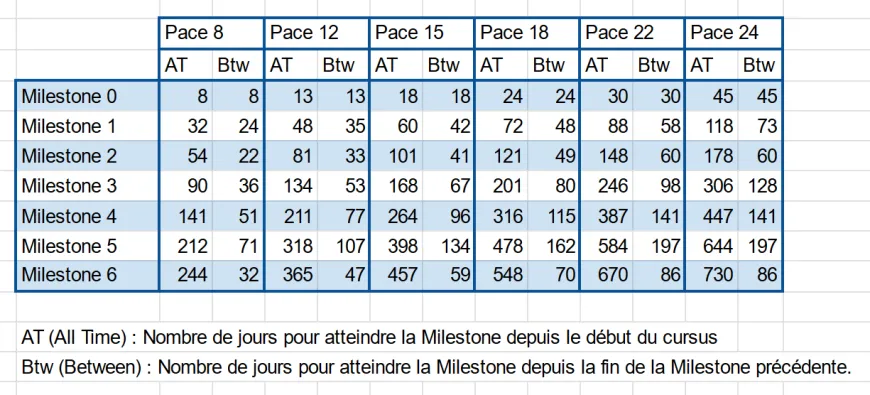 Pace 8 Pace 12 Pace 15 Pace 18 Pace 22 Pace 24
AT Btw AT Btw AT Btw AT Btw AT Btw AT Btw
Milestone 0 8 8 13 13 18 18 24 24 30 30 45 45
Milestone 1 32 24 48 35 60 42 72 48 88 58 118 73
Milestone 2 54 22 81 33 101 41 121 49 148 60 178 60
Milestone 3 90 36 134 53 168 67 201 80 246 98 306 128
Milestone 4 141 51 211 77 264 96 316 115 387 141 447 141
Milestone 5 212 71 318 107 398 134 478 162 584 197 644 197
Milestone 6 244 32 365 47 457 59 548 70 670 86 730 86
AT (All Time) : Nombre de jours pour atteindre la Milestone depuis le début du cursus
Btw (Between) : Nombre de jours pour atteindre la Milestone depuis la fin de la Milestone précédente.